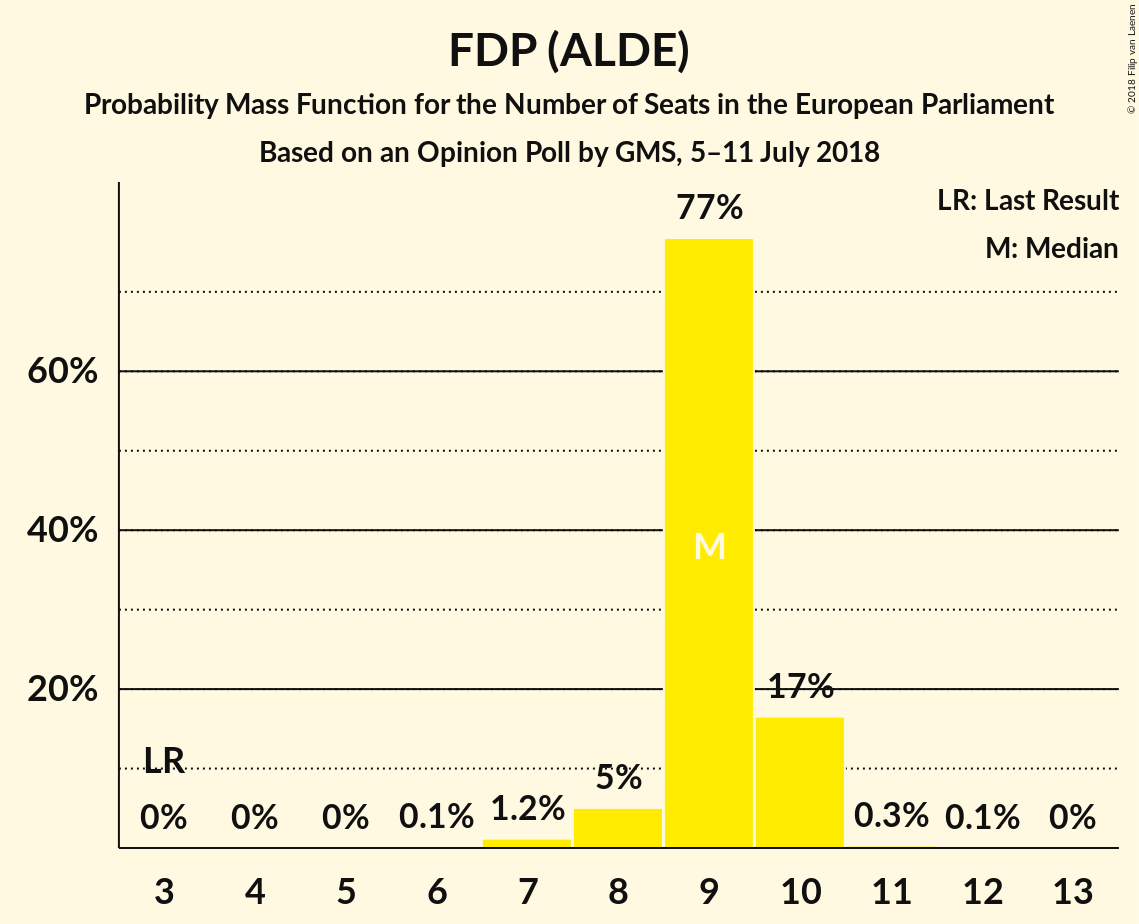 FDP (ALDE)
Probability Mass Function for the Number of Seats in the European Parliament
Based on an Opinion Poll by GMS, 5–11 July 2018
© 2018 Filip van Laenen
LR: Last Result
M: Median
77%
60%
40%
M
20%
17%
LR
5%
0% 0% 0% 0.1% 1.2% 0.3% 0.1% 0%
3 4 5 6 7 8 9 10 11 12 13